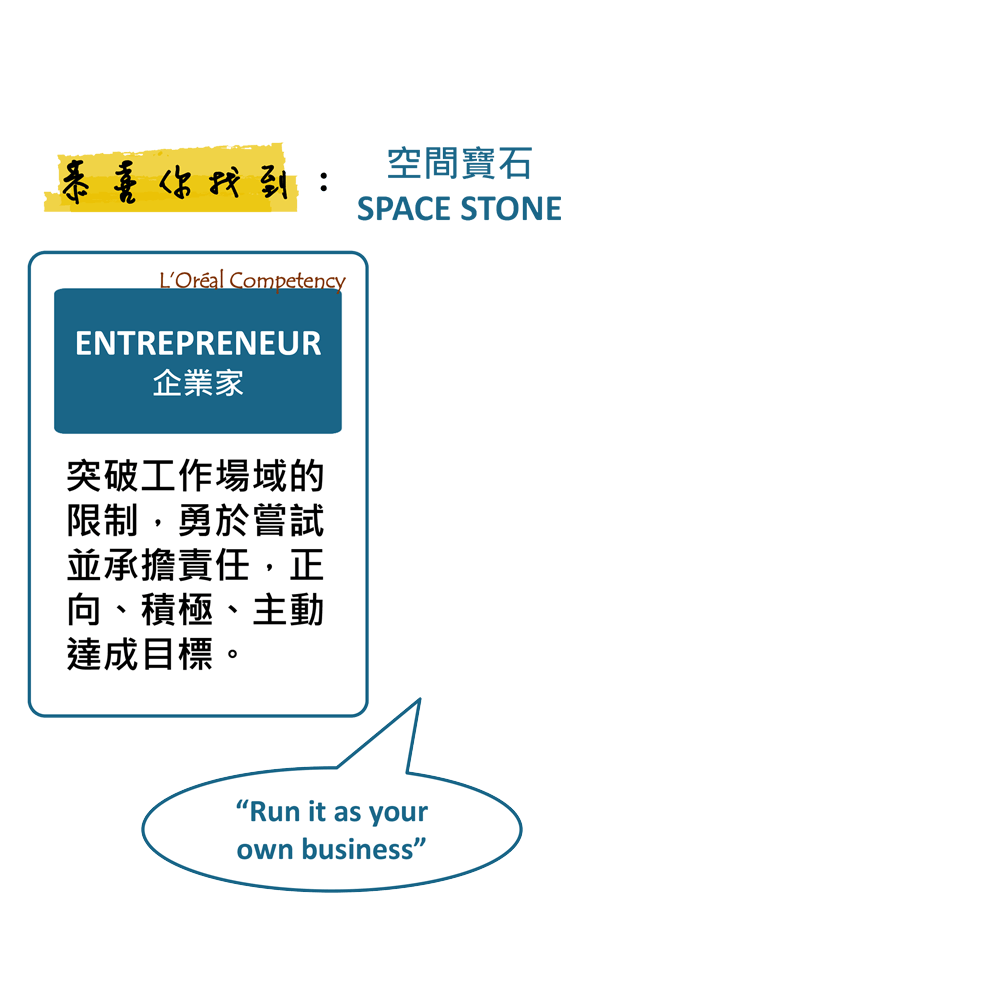 恭喜你找到：
空間寶石
SPACE STONE
L’Oréal Competency
ENTREPRENEUR
企業家
突破工作場域的
限制，勇於嘗試
並承擔責任，正
向、積極、主動
達成目標。
“Run it as your
own business”